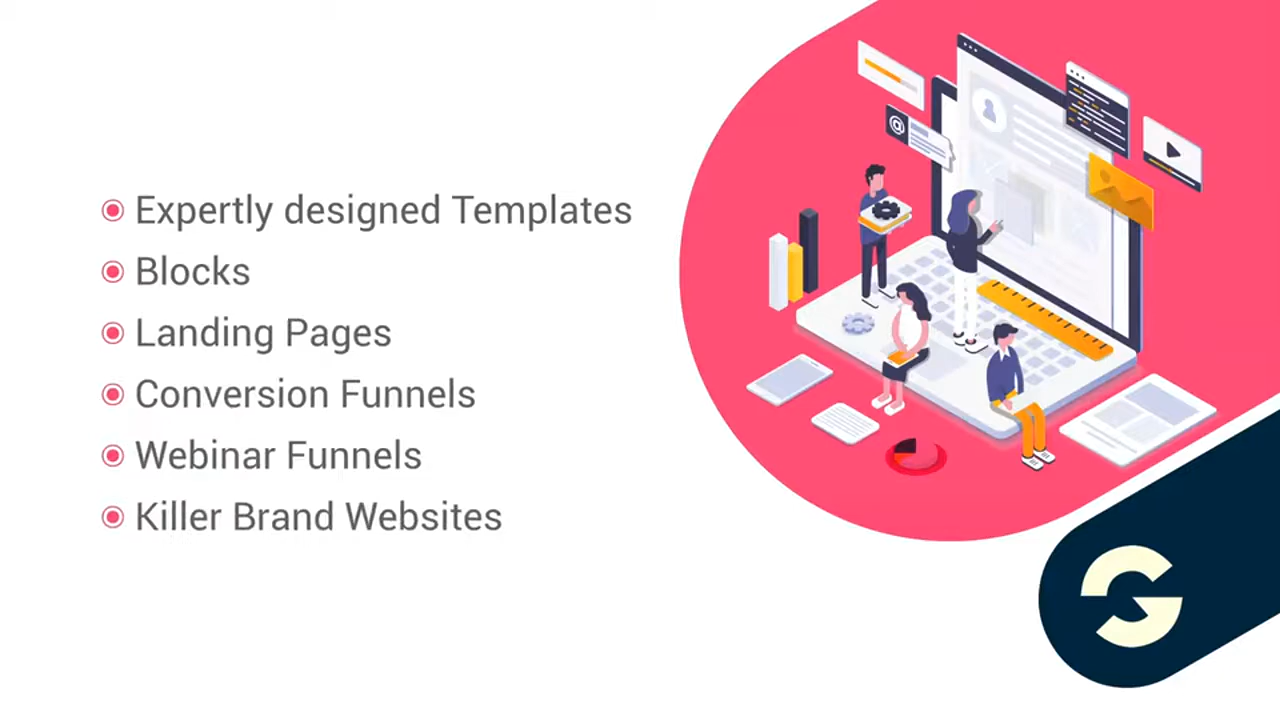 Expertly designed Templates
Blocks
Landing Pages
Conversion Funnels
Webinar Funnels
Killer Brand Websites